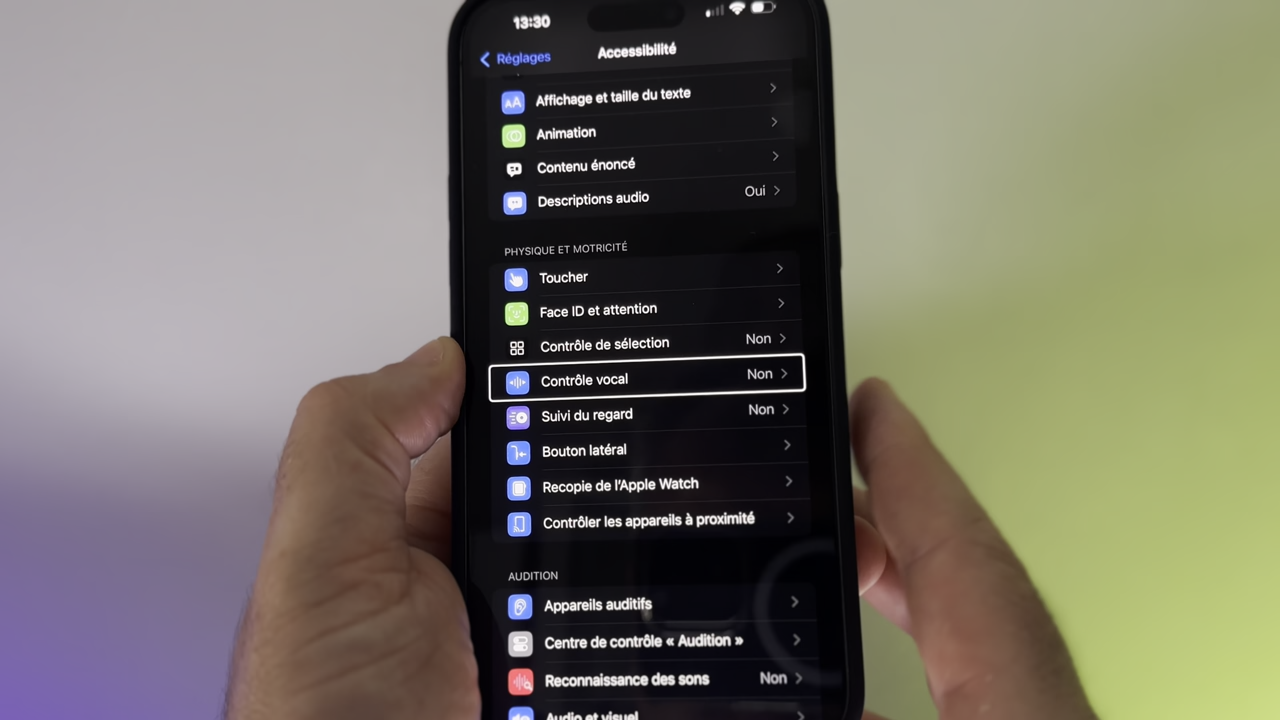 13:30
Réglages
Accessibilité
Affichage et taille du texte
Animation
Contenu énoncé
Descriptions audio Oui
PHYSIQUE ET MOTRICITÉ
Toucher
Face ID et attention
Contrôle de sélection Non
Contrôle vocal Non
Suivi du regard Non
Bouton latéral
Recopie de l’Apple Watch
Contrôler les appareils à proximité
AUDITION
Appareils auditifs
Centre de contrôle « Audition »
Reconnaissance des sons Non
Audio et visuel